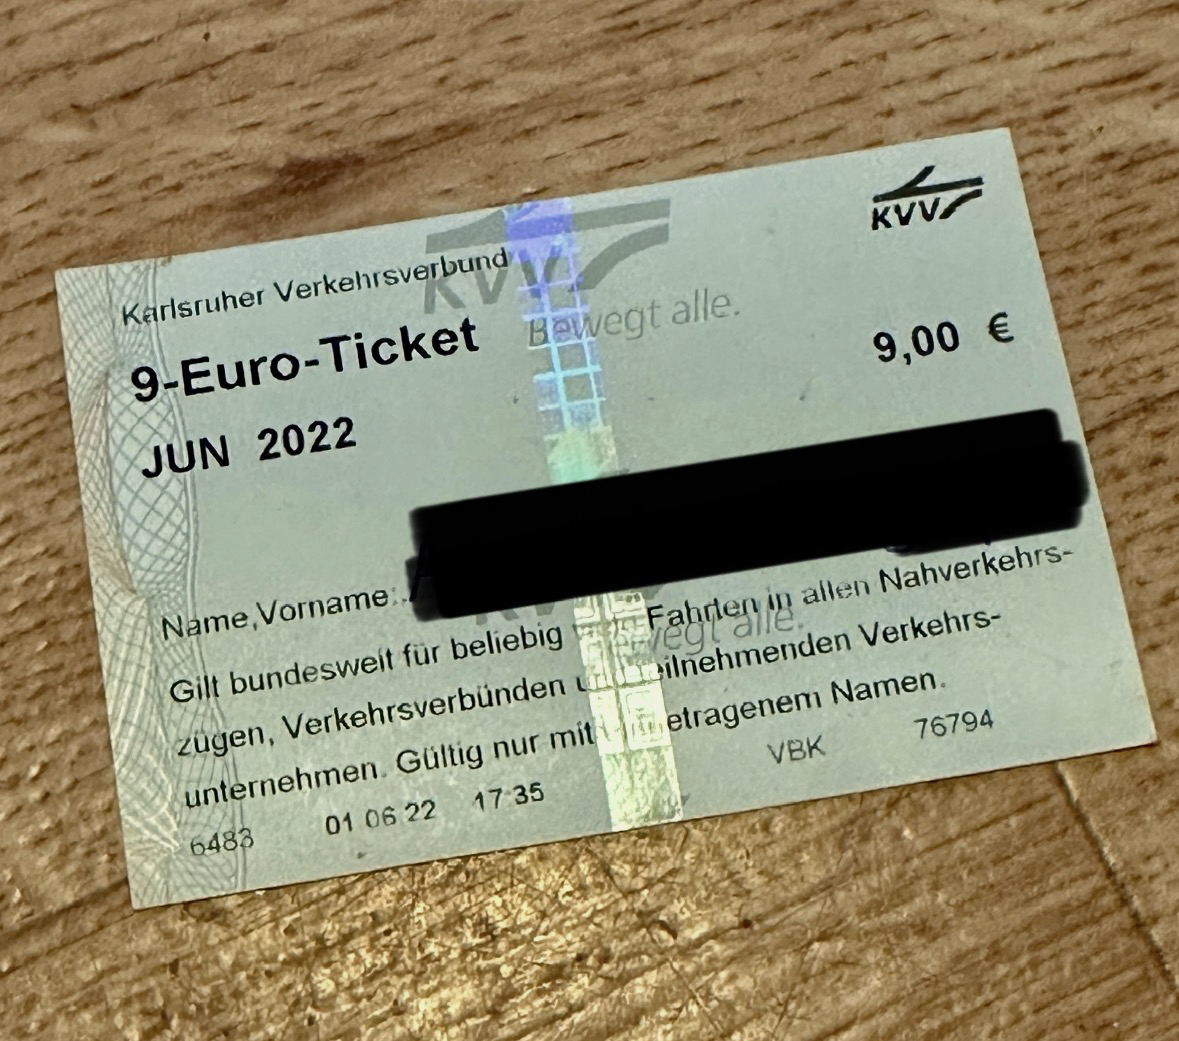 KVV
Karlsruher Verkehrsverbund
KVV
Bewegt alle.
9-Euro-Ticket
9,00 €
JUN 2022
Name,Vorname:
Gilt bundesweit für beliebig Fahrten in allen Nahverkehrs-
zügen, Verkehrsverbünden teilnehmenden Verkehrs-
unternehmen. Gültig nur mit Namen.
alle.
VBK 76794
6483 01 06 22 17 35